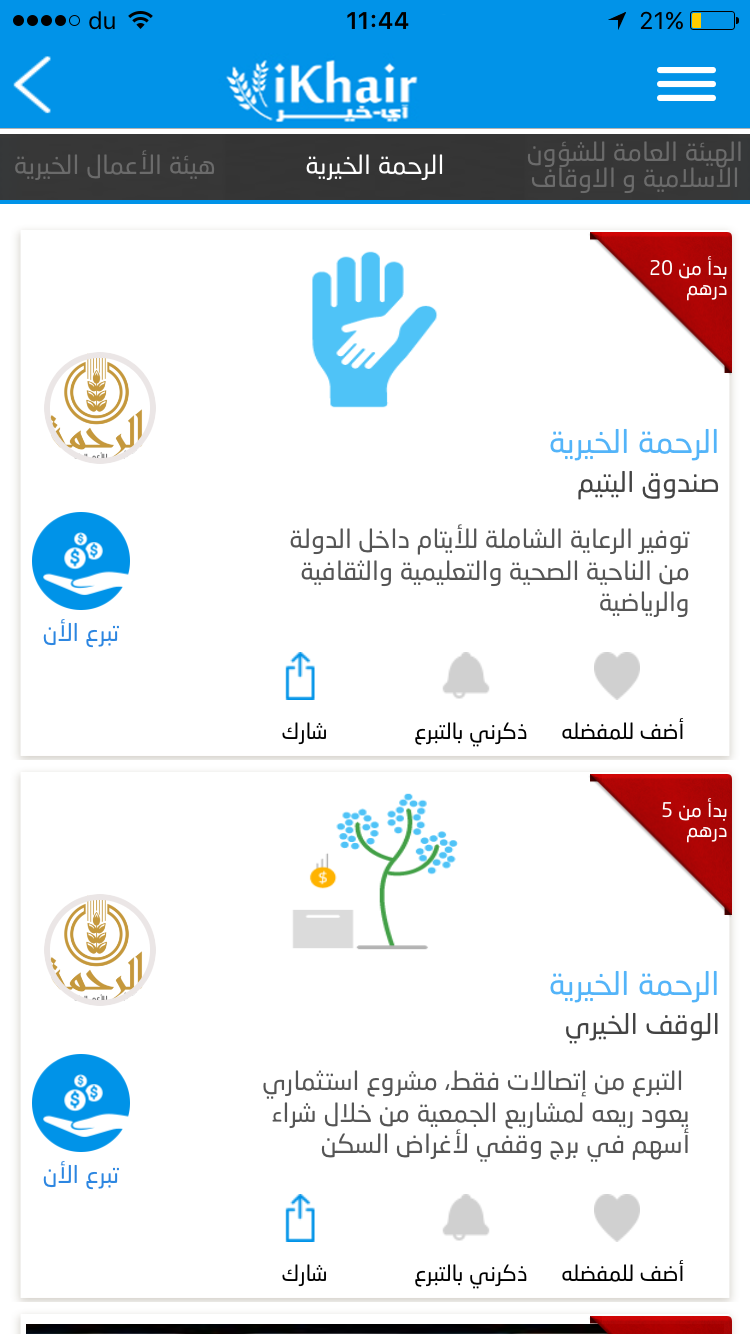 du
11:44
21%
iKhair
آي-خير
الهيئة العامة للشؤون
الاسلامية و الاوقاف
الرحمة الخيرية
هيئة الأعمال الخيرية
بدأ من 20
درهم
الرحمة
الرحمة الخيرية
صندوق اليتيم
توفير الرعاية الشاملة للأيتام داخل الدولة
من الناحية الصحية والتعليمية والثقافية
والرياضية
تبرع الأن
أضف للمفضله
ذكرني بالتبرع
شارك
بدأ من 5
درهم
الرحمة
الرحمة الخيرية
الوقف الخيري
التبرع من إتصالات فقط، مشروع استثماري
يعود ريعه لمشاريع الجمعية من خلال شراء
أسهم في برج وقفي لأغراض السكن
تبرع الأن
أضف للمفضله
ذكرني بالتبرع
شارك